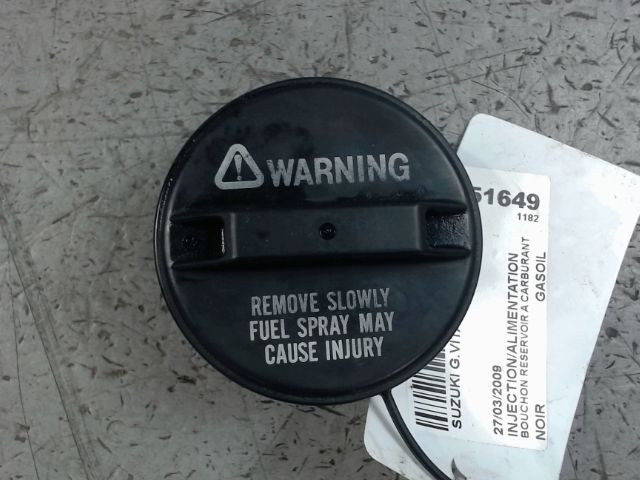 WARNING
REMOVE SLOWLY
FUEL SPRAY MAY
CAUSE INJURY
51649
1182
SUZUKI G.VITA
27/03/2009
INJECTION/ALIMENTATION
BOUCHON RESERVOIR A CARBURANT
NOIR GASOIL